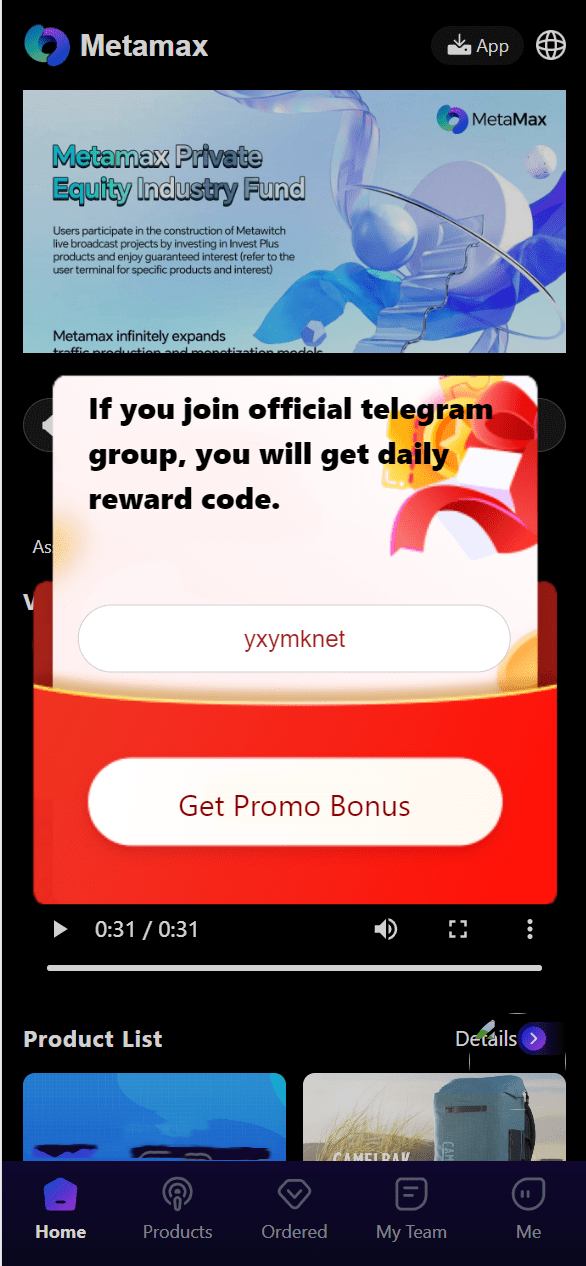 Metamax
App
MetaMax
Metamax Private
Equity Industry Fund
Users participate in the construction of Metawitch
live broadcast projects by investing in Invest Plus
products and enjoy guaranteed interest (refer to the
user terminal for specific products and interest)
Metamax infinitely expands
traffic production and monetization models
If you join official telegram
group, you will get daily
reward code.
As
V
yxymknet
Get Promo Bonus
0:31 / 0:31
Product List
Details
CAMELBAK
Home
Products
Ordered
My Team
Me